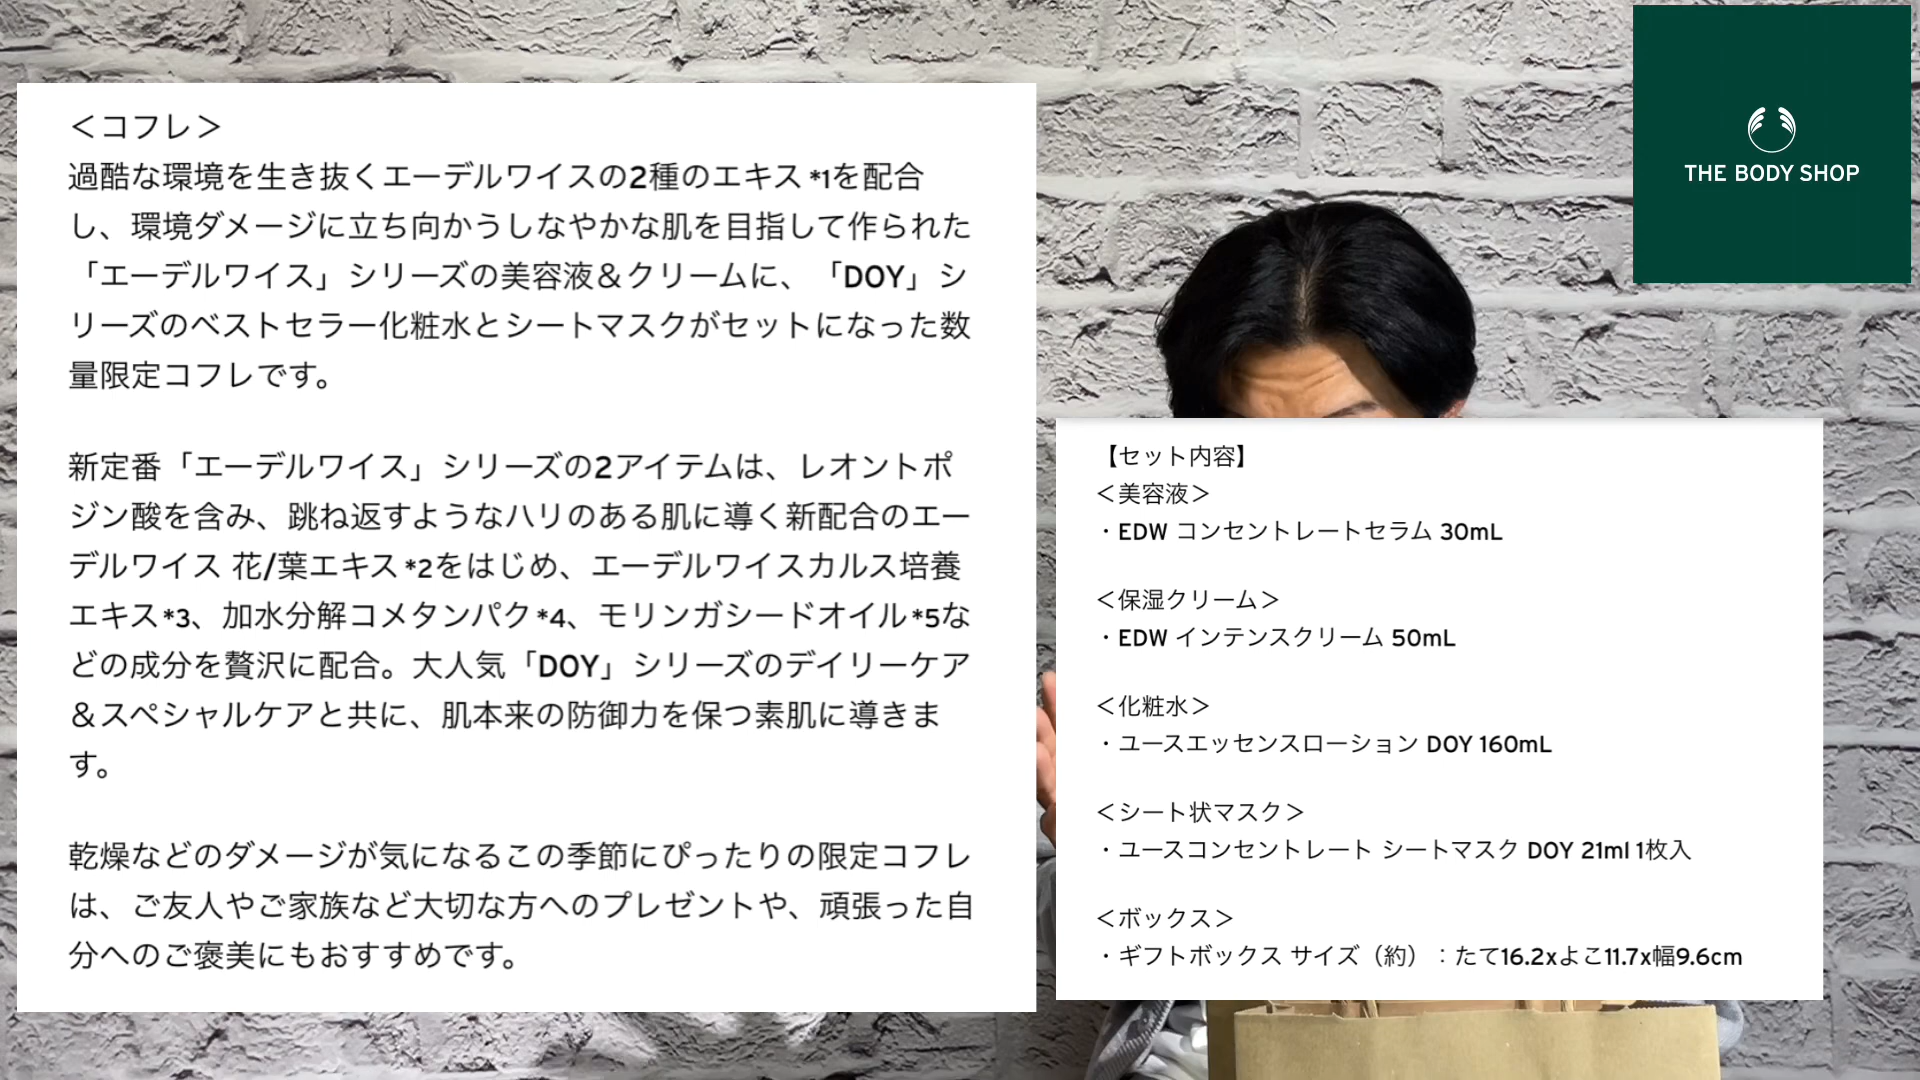 ＜コフレ＞
過酷な環境を生き抜くエーデルワイスの2種のエキス *1を配合
し、環境ダメージに立ち向かうしなやかな肌を目指して作られた
「エーデルワイス」シリーズの美容液＆クリームに、「DOY」シ
リーズのベストセラー化粧水とシートマスクがセットになった数
量限定コフレです。
新定番「エーデルワイス」シリーズの2アイテムは、レオントポ
ジン酸を含み、跳ね返すようなハリのある肌に導く新配合のエー
デルワイス 花/葉エキス *2をはじめ、エーデルワイスカルス培養
エキス*3、加水分解コメタンパク*4、モリンガシードオイル*5な
どの成分を贅沢に配合。大人気「DOY」シリーズのデイリーケア
＆スペシャルケアと共に、肌本来の防御力を保つ素肌に導きま
す。
乾燥などのダメージが気になるこの季節にぴったりの限定コフレ
は、ご友人やご家族など大切な方へのプレゼントや、頑張った自
分へのご褒美にもおすすめです。
THE BODY SHOP
【セット内容】
＜美容液＞
・EDW コンセントレートセラム 30mL
＜保湿クリーム＞
・EDW インテンスクリーム 50mL
＜化粧水＞
・ユースエッセンスローション DOY 160mL
＜シート状マスク＞
・ユースコンセントレート シートマスク DOY 21ml 1枚入
＜ボックス＞
・ギフトボックス サイズ（約）：たて16.2xよこ11.7x幅9.6cm